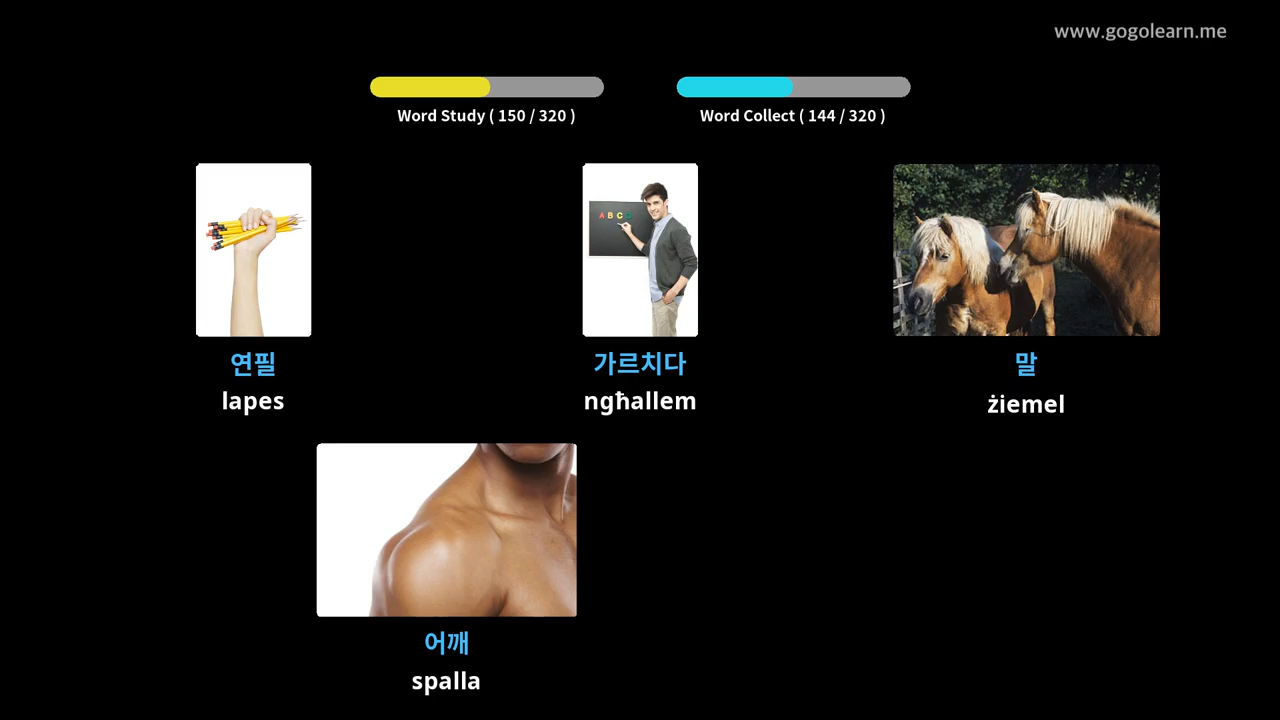 www.gogolearn.me
Word Study ( 150 / 320 )
Word Collect ( 144 / 320 )
A B C D
연필
lapes
가르치다
ngħallem
말
żiemel
어깨
spalla